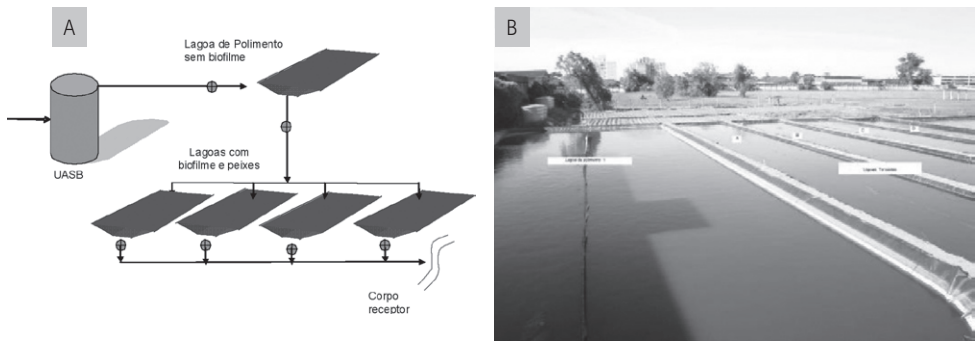 A
Lagoa de Polimento
sem biofilme
UASB
Lagoas com
biofilme e peixes
Corpo
receptor
B
A
B
C
D